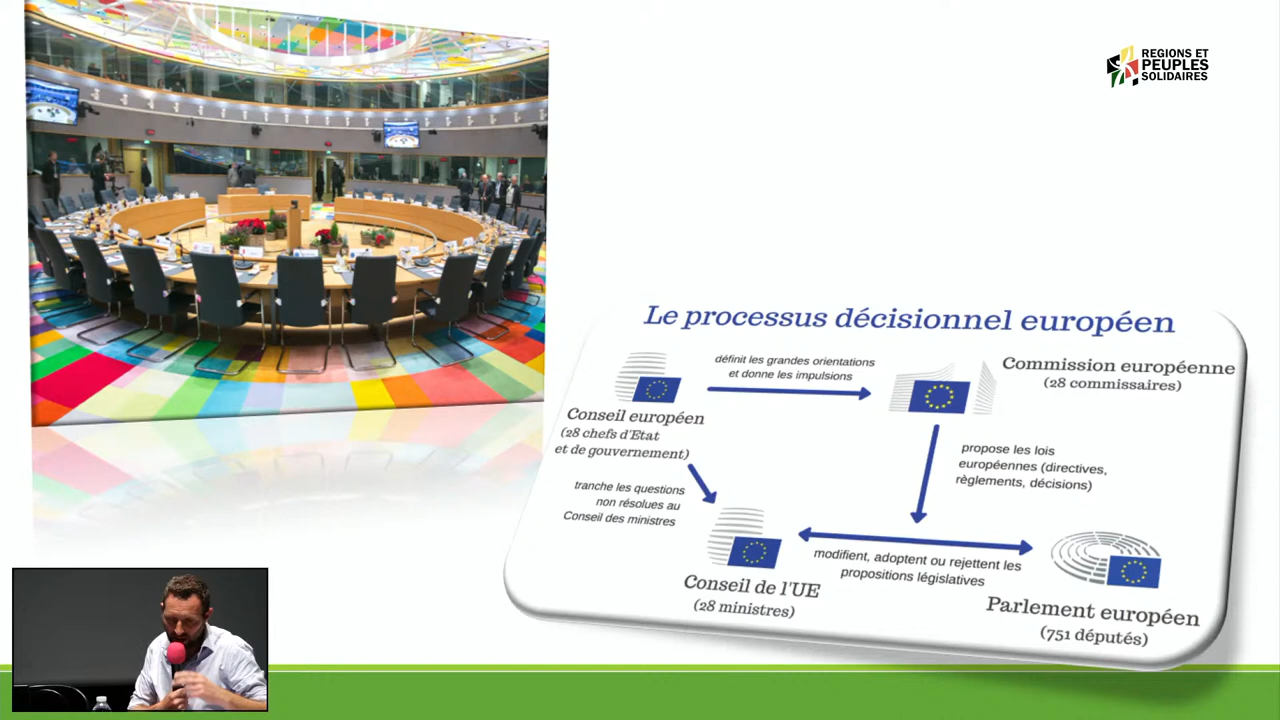 REGIONS ET
PEUPLES
SOLIDAIRES
Le processus décisionnel européen
définit les grandes orientations
et donne les impulsions
Commission européenne
(28 commissaires)
Conseil européen
(28 chefs d'Etat
et de gouvernement)
propose les lois
européennes (directives,
règlements, décisions)
tranche les questions
non résolues au
Conseil des ministres
modifient, adoptent ou rejettent les
propositions législatives
Conseil de l'UE
(28 ministres)
Parlement européen
(751 députés)